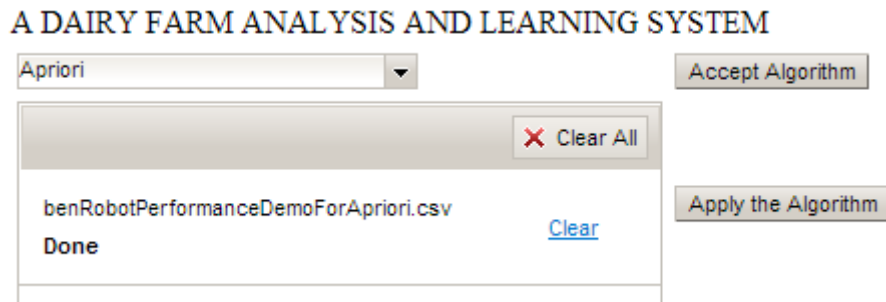 A DAIRY FARM ANALYSIS AND LEARNING SYSTEM
Apriori
Accept Algorithm
Clear All
benRobotPerformanceDemoForApriori.csv
Clear
Apply the Algorithm
Done